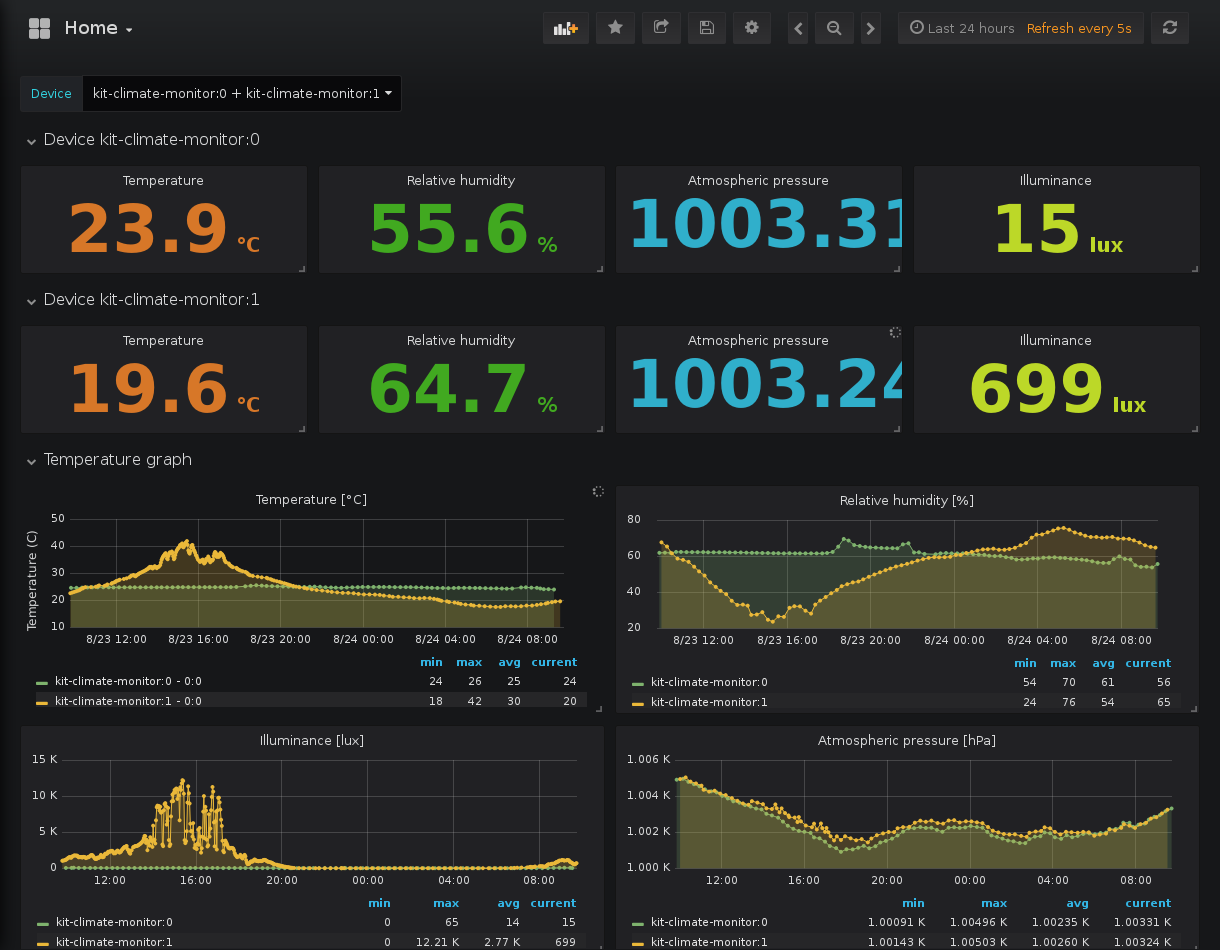 Home
Last 24 hours Refresh every 5s
Device kit-climate-monitor:0 + kit-climate-monitor:1
Device kit-climate-monitor:0
Temperature Relative humidity Atmospheric pressure Illuminance
23.9 °C 55.6 % 1003.31 15 lux
Device kit-climate-monitor:1
Temperature Relative humidity Atmospheric pressure Illuminance
19.6 °C 64.7 % 1003.24 699 lux
Temperature graph
Temperature [°C]
Temperature (C)
50
40
30
20
10
8/23 12:00 8/23 16:00 8/23 20:00 8/24 00:00 8/24 04:00 8/24 08:00
min max avg current
kit-climate-monitor:0 - 0:0 24 26 25 24
kit-climate-monitor:1 - 0:0 18 42 30 20
Relative humidity [%]
80
60
40
20
8/23 12:00 8/23 16:00 8/23 20:00 8/24 00:00 8/24 04:00 8/24 08:00
min max avg current
kit-climate-monitor:0 54 70 61 56
kit-climate-monitor:1 24 76 54 65
Illuminance [lux]
15 K
10 K
5 K
0
12:00 16:00 20:00 00:00 04:00 08:00
min max avg current
kit-climate-monitor:0 0 65 14 15
kit-climate-monitor:1 0 12.21 K 2.77 K 699
Atmospheric pressure [hPa]
1.006 K
1.004 K
1.002 K
1.000 K
12:00 16:00 20:00 00:00 04:00 08:00
min max avg current
kit-climate-monitor:0 1.00091 K 1.00496 K 1.00235 K 1.00331 K
kit-climate-monitor:1 1.00143 K 1.00503 K 1.00260 K 1.00324 K